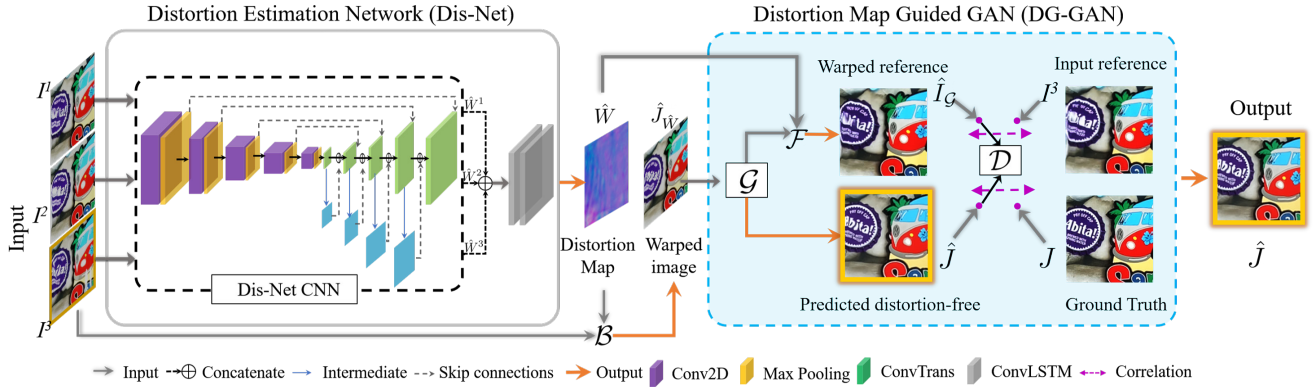 Distortion Estimation Network (Dis-Net)
Distortion Map Guided GAN (DG-GAN)
Input
I¹
I²
I³
Dis-Net CNN
Ŵ¹
Ŵ²
Ŵ³
Ŵ
Ĵ_Ŵ
Distortion
Map
Warped
image
B
G
F
Warped reference
Input reference
Î_G
I³
D
Ĵ
J
Predicted distortion-free
Ground Truth
Abita!!
Output
Ĵ
Input
Concatenate
Intermediate
Skip connections
Output
Conv2D
Max Pooling
ConvTrans
ConvLSTM
Correlation